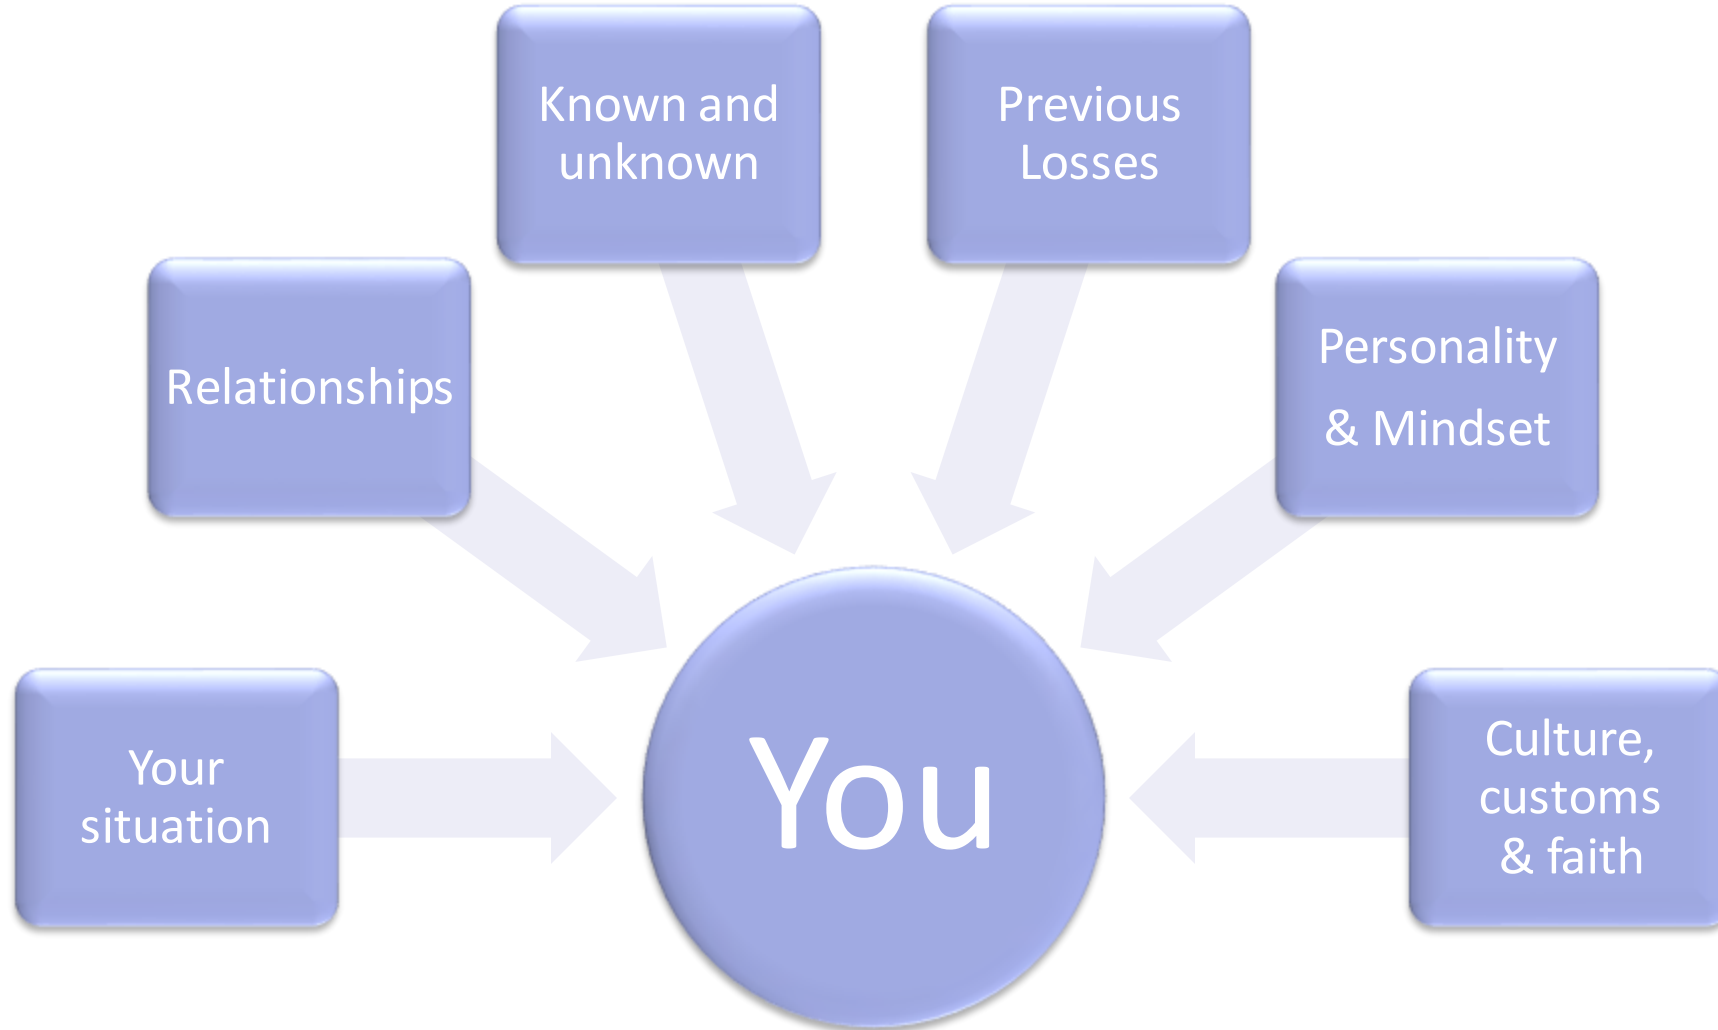 Known and
unknown
Previous
Losses
Relationships
Personality
& Mindset
Your
situation
You
Culture,
customs
& faith